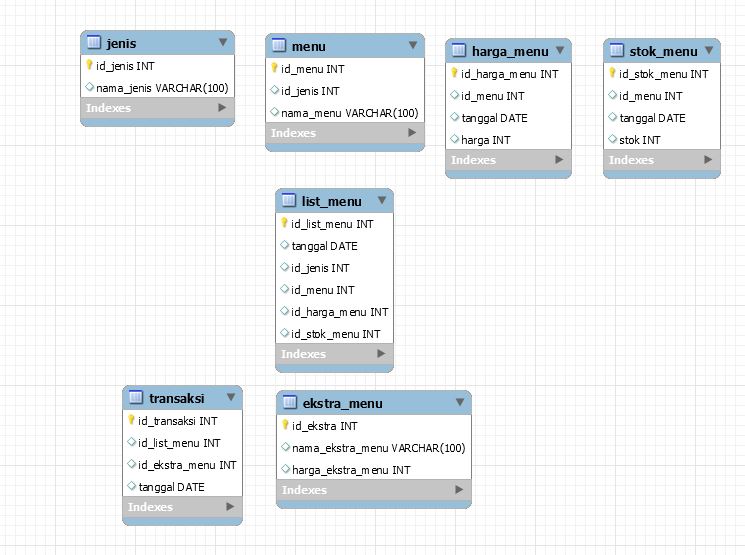 jenis
id_jenis INT
nama_jenis VARCHAR(100)
Indexes
menu
id_menu INT
id_jenis INT
nama_menu VARCHAR(100)
Indexes
harga_menu
id_harga_menu INT
id_menu INT
tanggal DATE
harga INT
Indexes
stok_menu
id_stok_menu INT
id_menu INT
tanggal DATE
stok INT
Indexes
list_menu
id_list_menu INT
tanggal DATE
id_jenis INT
id_menu INT
id_harga_menu INT
id_stok_menu INT
Indexes
transaksi
id_transaksi INT
id_list_menu INT
id_ekstra_menu INT
tanggal DATE
Indexes
ekstra_menu
id_ekstra INT
nama_ekstra_menu VARCHAR(100)
harga_ekstra_menu INT
Indexes